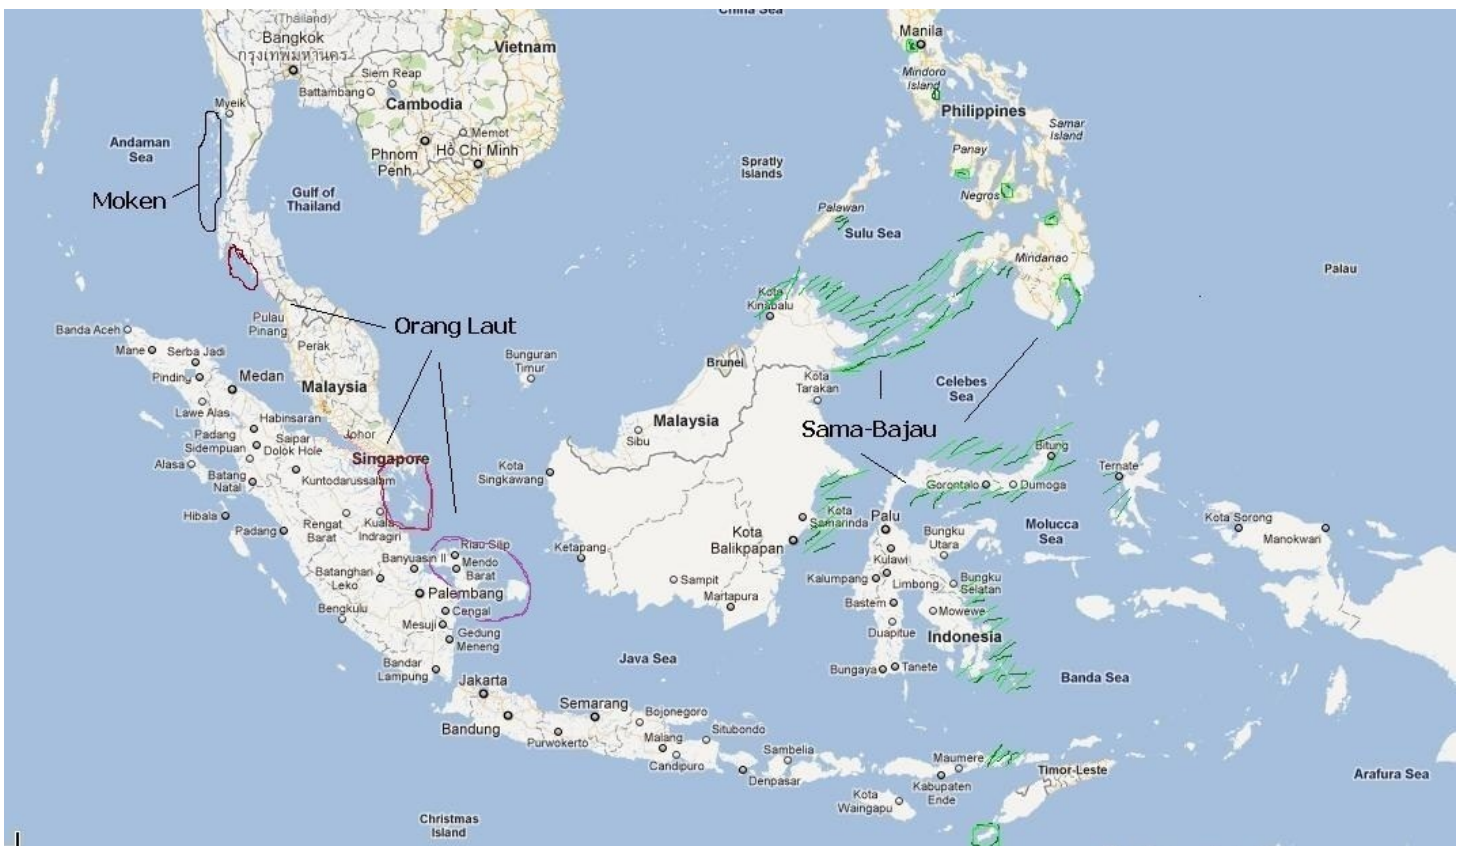 China Sea
(Thailand)
Bangkok
กรุงเทพมหานคร
Vietnam
Manila
Siem Reap
Battambang
Cambodia
Mindoro
Island
Myeik
Philippines
Andaman
Sea
Memot
Phnom
Penh
Hồ Chí Minh
Samar
Island
Panay
Spratly
Islands
Moken
Gulf of
Thailand
Negros
Palawan
Sulu Sea
Mindanao
Palau
Kota
Kinabalu
Pulau
Pinang
Orang Laut
Banda Aceh
Perak
Mane
Serba Jadi
Bunguran
Timur
Brunei
Pinding
Medan
Malaysia
Kota
Tarakan
Celebes
Sea
Lawe Alas
Habinsaran
Malaysia
Sama-Bajau
Padang
Sidempuan
Saipar
Dolok Hole
Johor
Sibu
Bitung
Alasa
Singapore
Kota
Singkawang
Ternate
Batang
Natal
Kuntodarussalam
Gorontalo
Dumoga
Hibala
Rengat
Barat
Kuala
Indragiri
Kota
Samarinda
Palu
Kota Sorong
Padang
Kota
Balikpapan
Bungku
Utara
Molucca
Sea
Manokwari
Riau Silip
Ketapang
Banyuasin II
Mendo
Barat
Kulawi
Batanghari
Leko
Sampit
Kalumpang
Limbong
Bungku
Selatan
Palembang
Martapura
Bengkulu
Cengal
Bastem
Mowewe
Mesuji
Gedung
Meneng
Duapitue
Indonesia
Java Sea
Bandar
Lampung
Bungaya
Tanete
Banda Sea
Jakarta
Semarang
Bojonegoro
Bandung
Situbondo
Purwokerto
Malang
Sambelia
Candipuro
Maumere
Timor-Leste
Arafura Sea
Denpasar
Kabupaten
Ende
Kota
Waingapu
Christmas
Island